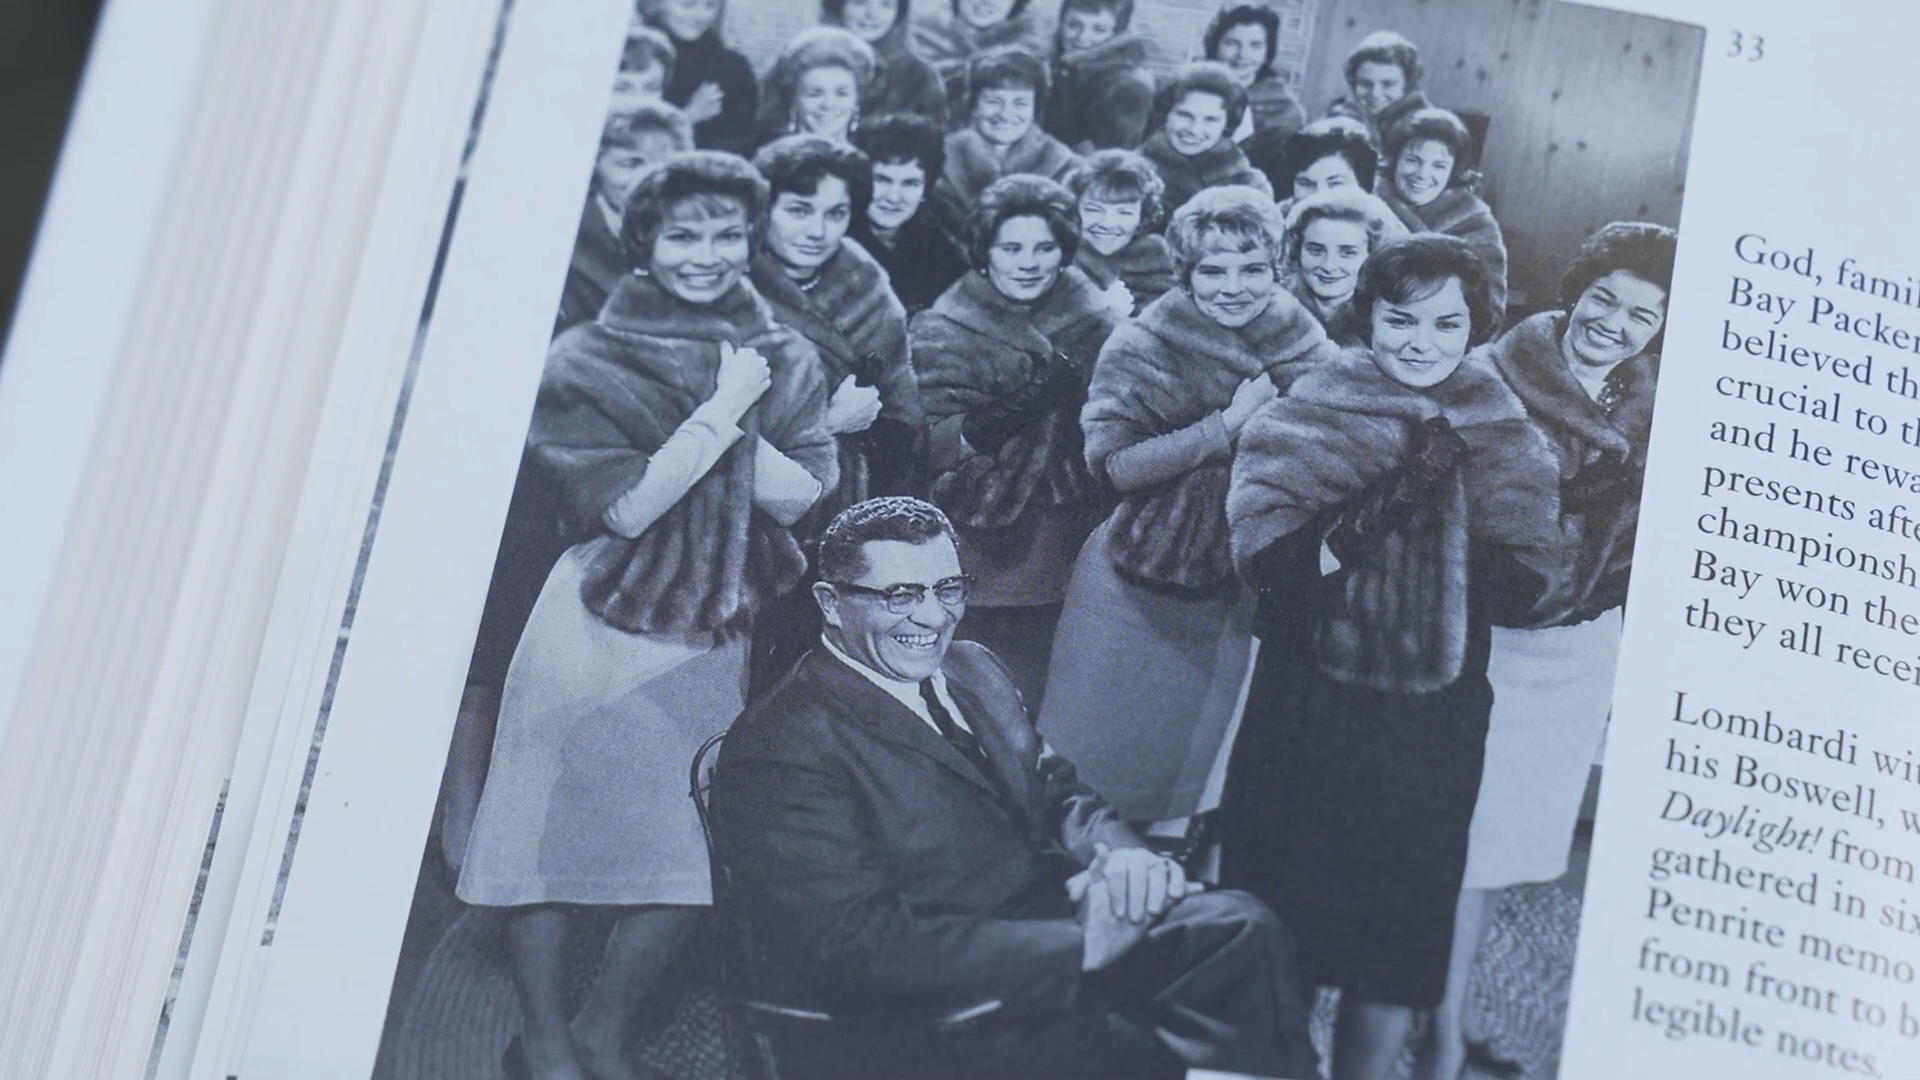 33
God, famil
Bay Packer
believed th
crucial to th
and he rewa
presents afte
championsh
Bay won the
they all recei
Lombardi wit
his Boswell, w
Daylight! from
gathered in six
Penrite memo
from front to b
legible notes.